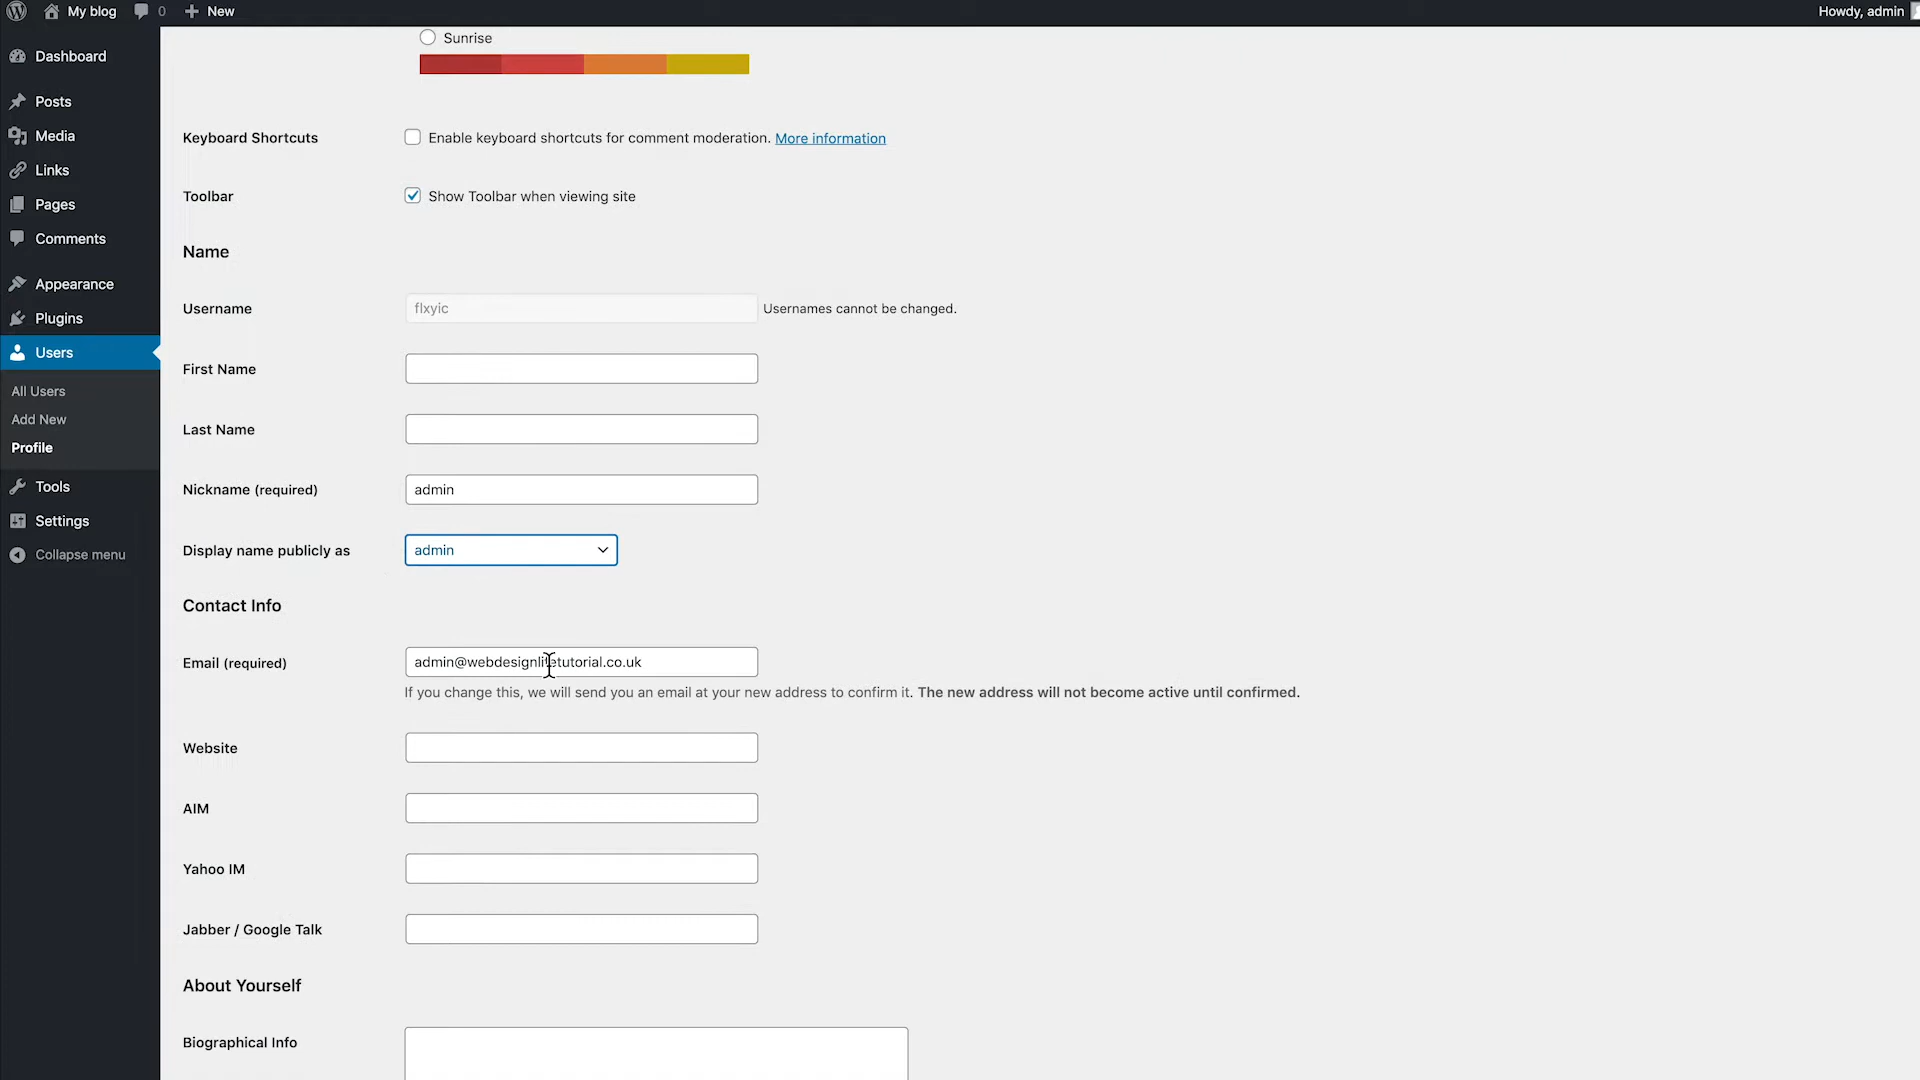 My blog 0 New Howdy, admin
Dashboard
Posts
Media
Links
Pages
Comments
Appearance
Plugins
Users
All Users
Add New
Profile
Tools
Settings
Collapse menu
Sunrise
Keyboard Shortcuts Enable keyboard shortcuts for comment moderation. More information
Toolbar Show Toolbar when viewing site
Name
Username flxyic Usernames cannot be changed.
First Name
Last Name
Nickname (required) admin
Display name publicly as admin
Contact Info
Email (required) admin@webdesignlifetutorial.co.uk
If you change this, we will send you an email at your new address to confirm it. The new address will not become active until confirmed.
Website
AIM
Yahoo IM
Jabber / Google Talk
About Yourself
Biographical Info